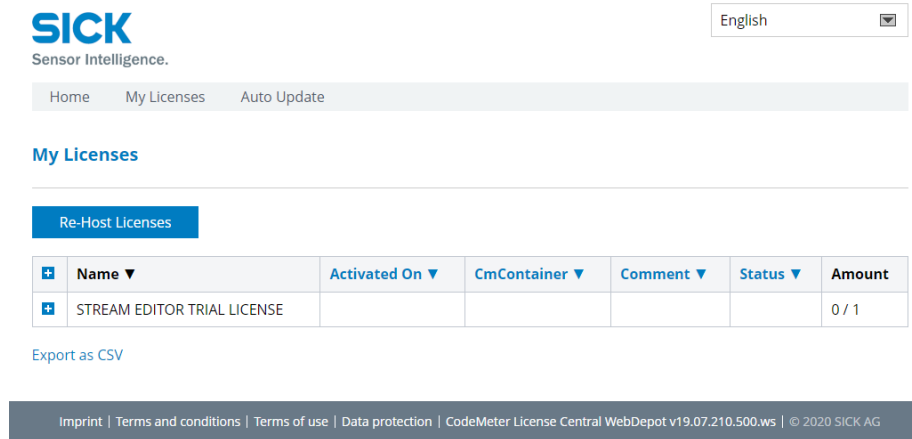 SICK
Sensor Intelligence.
English
Home My Licenses Auto Update
My Licenses
Re-Host Licenses
Name ▼ Activated On ▼ CmContainer ▼ Comment ▼ Status ▼ Amount
STREAM EDITOR TRIAL LICENSE 0 / 1
Export as CSV
Imprint | Terms and conditions | Terms of use | Data protection | CodeMeter License Central WebDepot v19.07.210.500.ws | © 2020 SICK AG